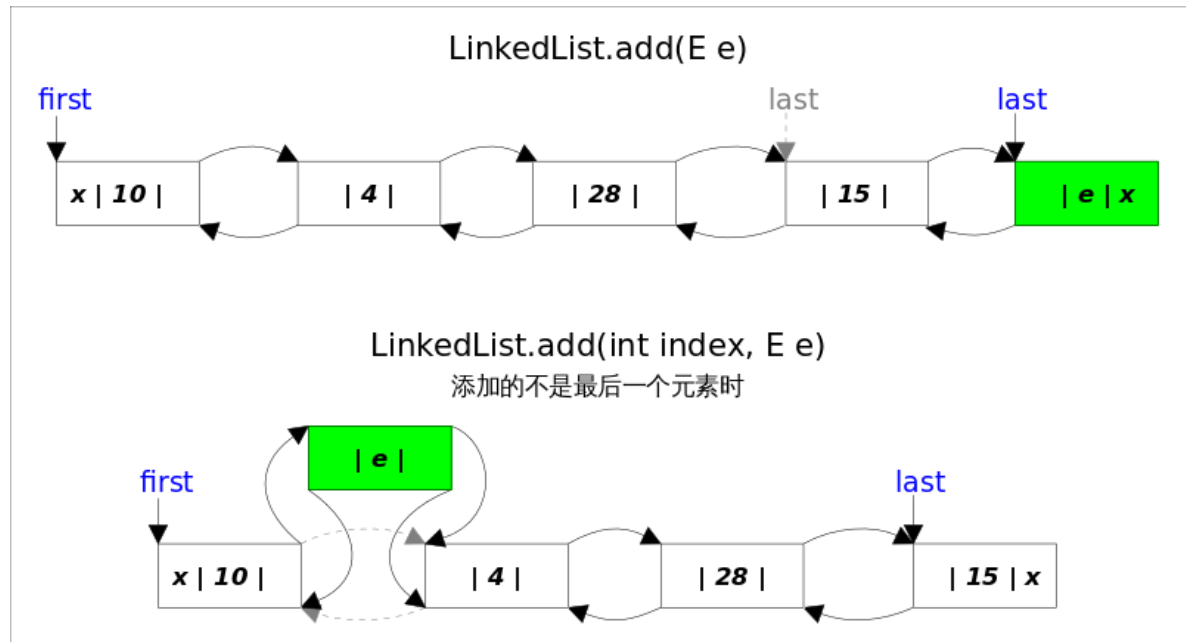 LinkedList.add(E e)
first
last
last
x | 10 |
| 4 |
| 28 |
| 15 |
| e | x
LinkedList.add(int index, E e)
添加的不是最后一个元素时
| e |
first
last
x | 10 |
| 4 |
| 28 |
| 15 | x